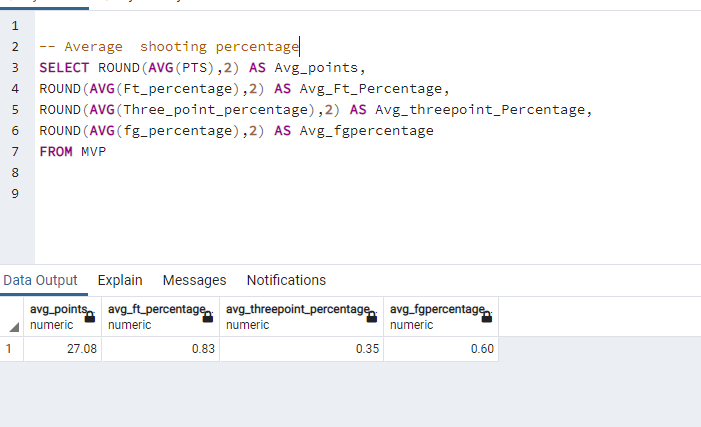 1
2 -- Average  shooting percentage
3 SELECT ROUND(AVG(PTS),2) AS Avg_points,
4 ROUND(AVG(Ft_percentage),2) AS Avg_Ft_Percentage,
5 ROUND(AVG(Three_point_percentage),2) AS Avg_threepoint_Percentage,
6 ROUND(AVG(fg_percentage),2) AS Avg_fgpercentage
7 FROM MVP
8
9
Data Output Explain Messages Notifications
avg_points avg_ft_percentage avg_threepoint_percentage avg_fgpercentage
numeric numeric numeric numeric
1 27.08 0.83 0.35 0.60